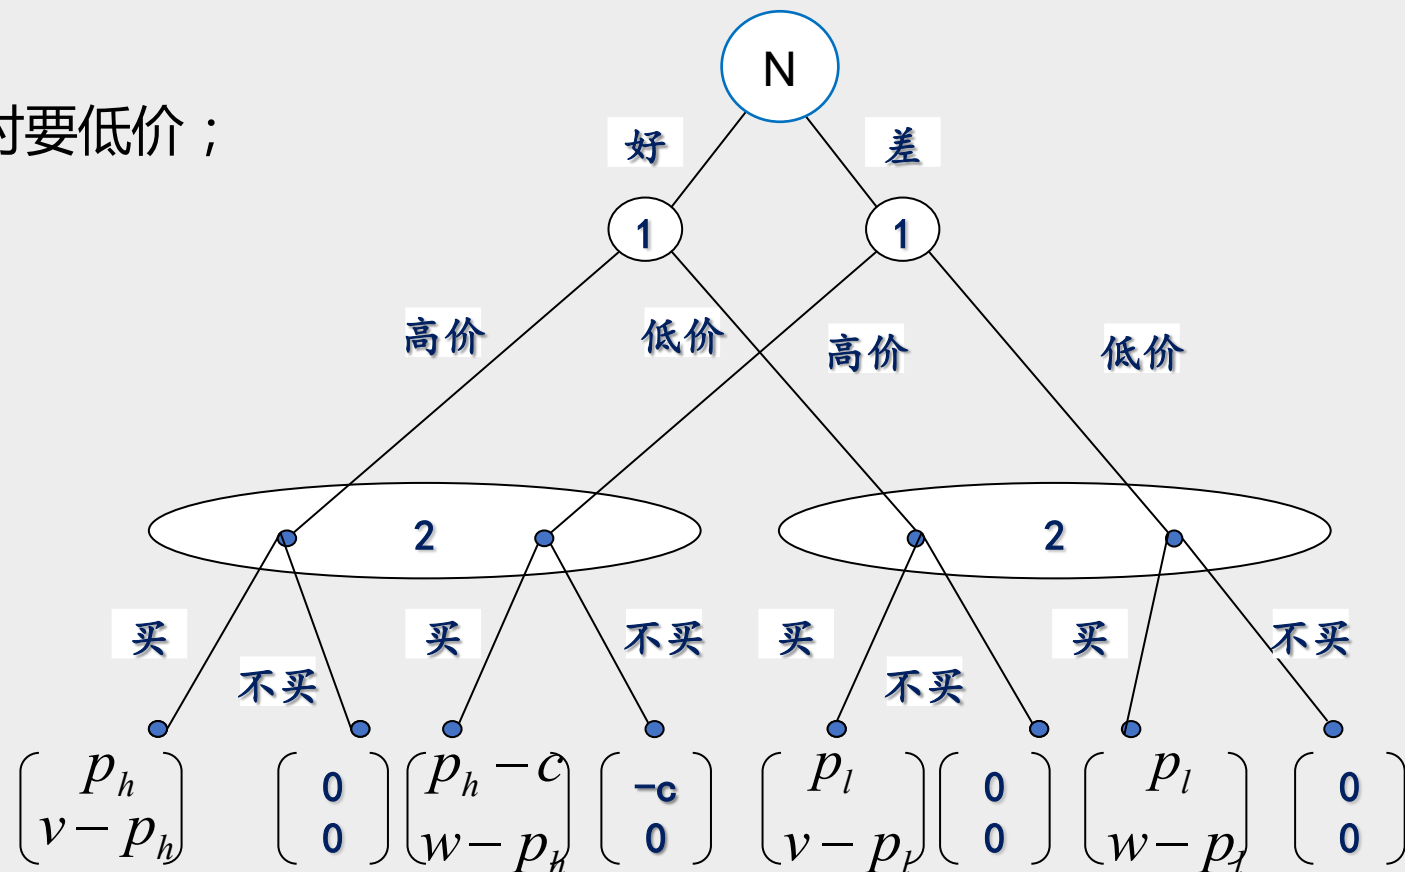 N
时要低价；
好 差
1 1
高价 低价 高价 低价
2 2
买 不买 买 不买 买 不买 买 不买
p_h 0 p_h − c −c p_l 0 p_l 0
v − p_h 0 w − p_h 0 v − p_l 0 w − p_l 0